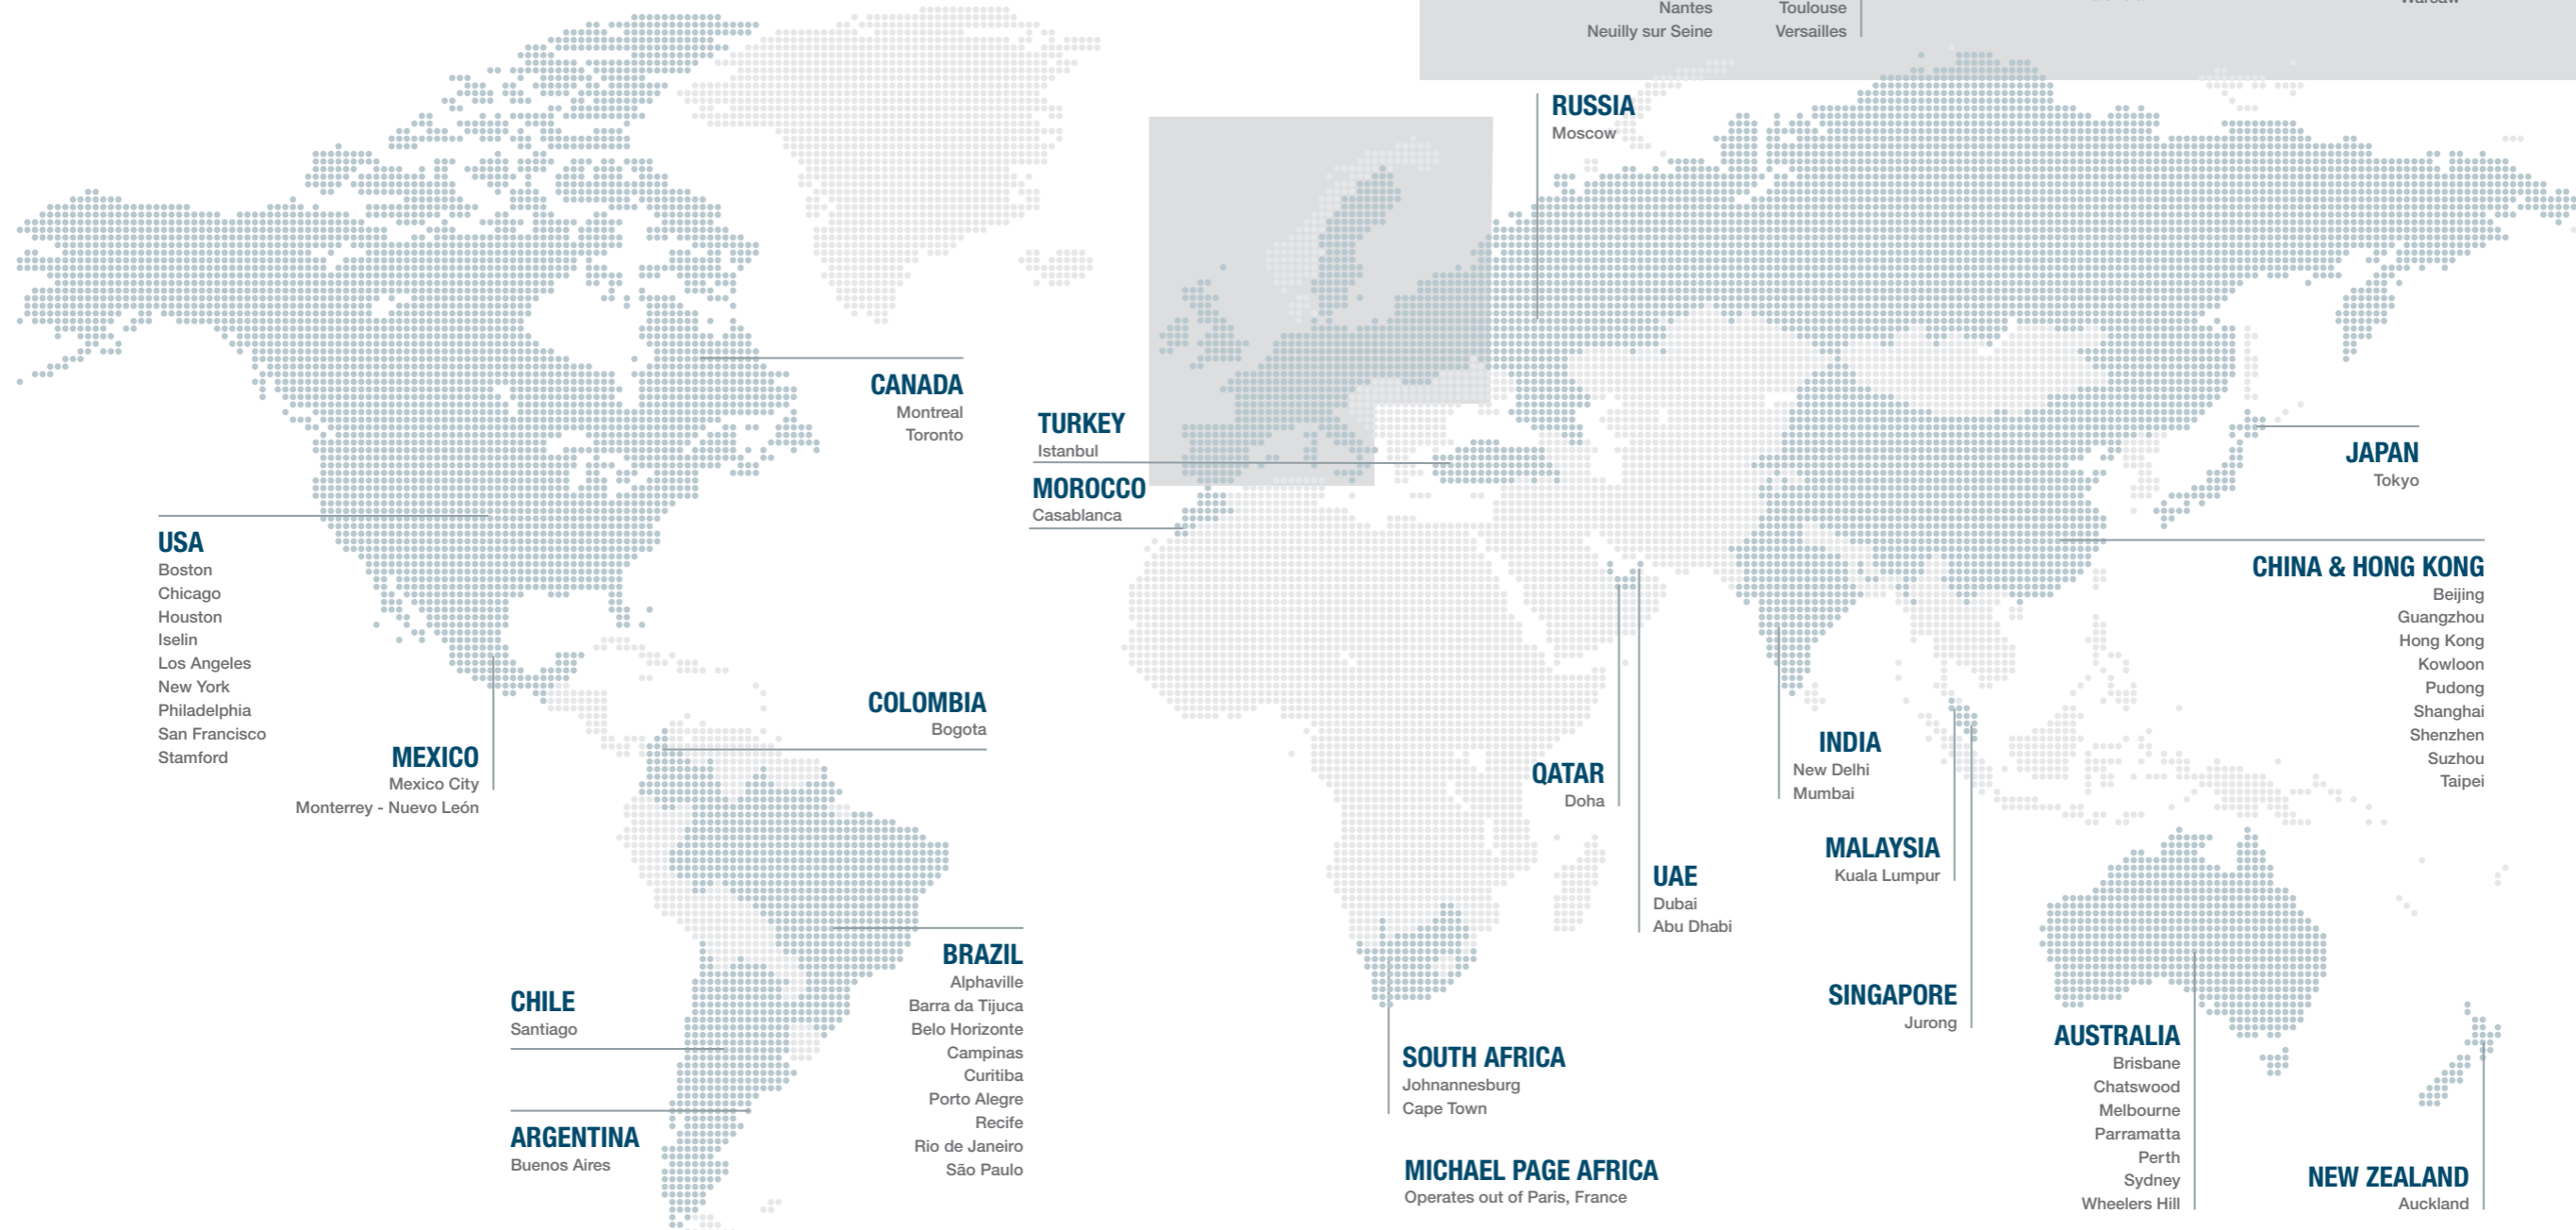 Nantes
Neuilly sur Seine
Toulouse
Versailles
RUSSIA
Moscow
CANADA
Montreal
Toronto
TURKEY
Istanbul
MOROCCO
Casablanca
JAPAN
Tokyo
USA
Boston
Chicago
Houston
Iselin
Los Angeles
New York
Philadelphia
San Francisco
Stamford
MEXICO
Mexico City
Monterrey - Nuevo León
COLOMBIA
Bogota
CHINA & HONG KONG
Beijing
Guangzhou
Hong Kong
Kowloon
Pudong
Shanghai
Shenzhen
Suzhou
Taipei
QATAR
Doha
INDIA
New Delhi
Mumbai
UAE
Dubai
Abu Dhabi
MALAYSIA
Kuala Lumpur
SINGAPORE
Jurong
BRAZIL
Alphaville
Barra da Tijuca
Belo Horizonte
Campinas
Curitiba
Porto Alegre
Recife
Rio de Janeiro
São Paulo
CHILE
Santiago
ARGENTINA
Buenos Aires
SOUTH AFRICA
Johnannesburg
Cape Town
MICHAEL PAGE AFRICA
Operates out of Paris, France
AUSTRALIA
Brisbane
Chatswood
Melbourne
Parramatta
Perth
Sydney
Wheelers Hill
NEW ZEALAND
Auckland